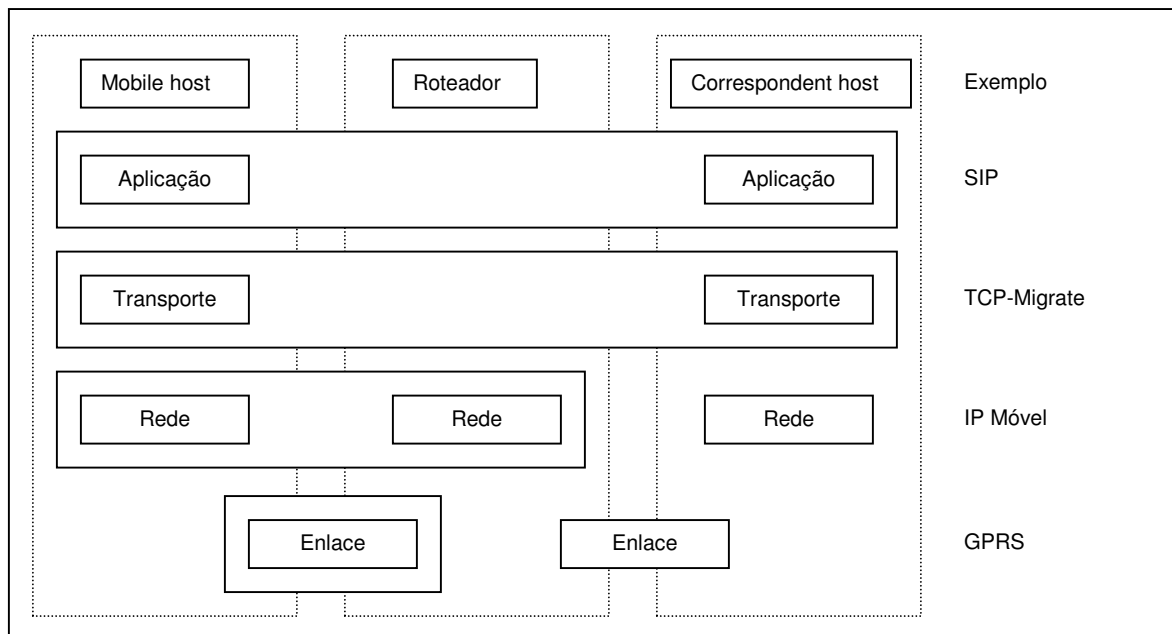 Mobile host
Roteador
Correspondent host
Exemplo
Aplicação
Aplicação
SIP
Transporte
Transporte
TCP-Migrate
Rede
Rede
Rede
IP Móvel
Enlace
Enlace
GPRS